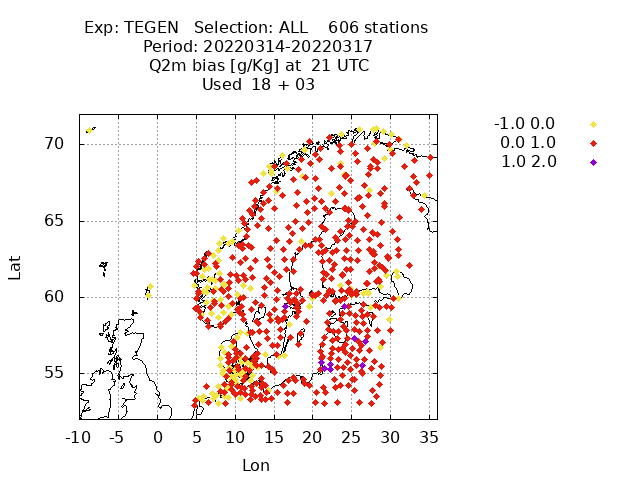 Exp: TEGEN   Selection: ALL    606 stations
Period: 20220314-20220317
Q2m bias [g/Kg] at  21 UTC
Used  18 + 03
-1.0 0.0
0.0 1.0
1.0 2.0
70
65
60
55
Lat
-10 -5 0 5 10 15 20 25 30 35
Lon